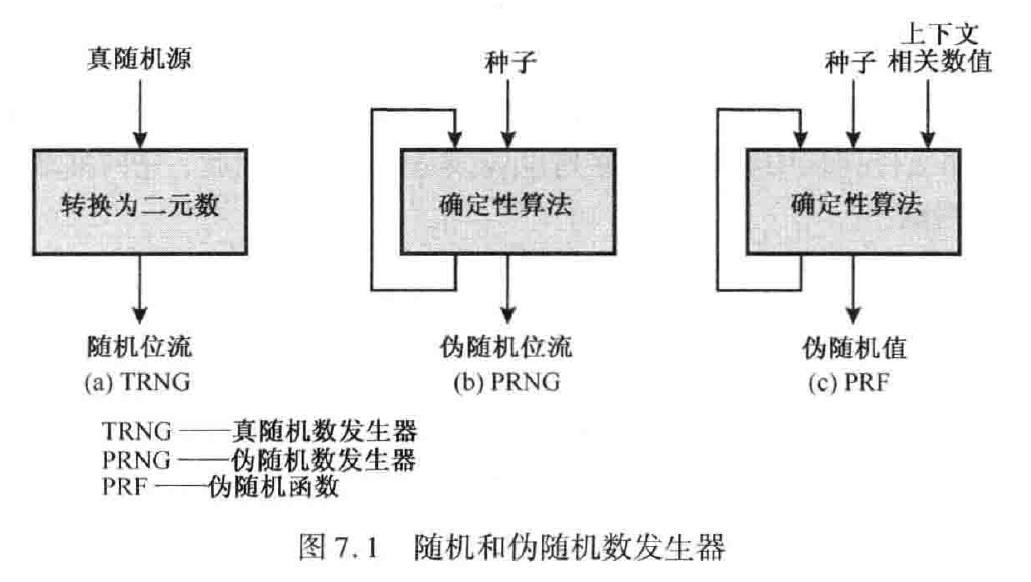 真随机源
转换为二元数
随机位流
(a) TRNG
种子
确定性算法
伪随机位流
(b) PRNG
种子
上下文
相关数值
确定性算法
伪随机值
(c) PRF
TRNG——真随机数发生器
PRNG——伪随机数发生器
PRF——伪随机函数
图 7.1 随机和伪随机数发生器